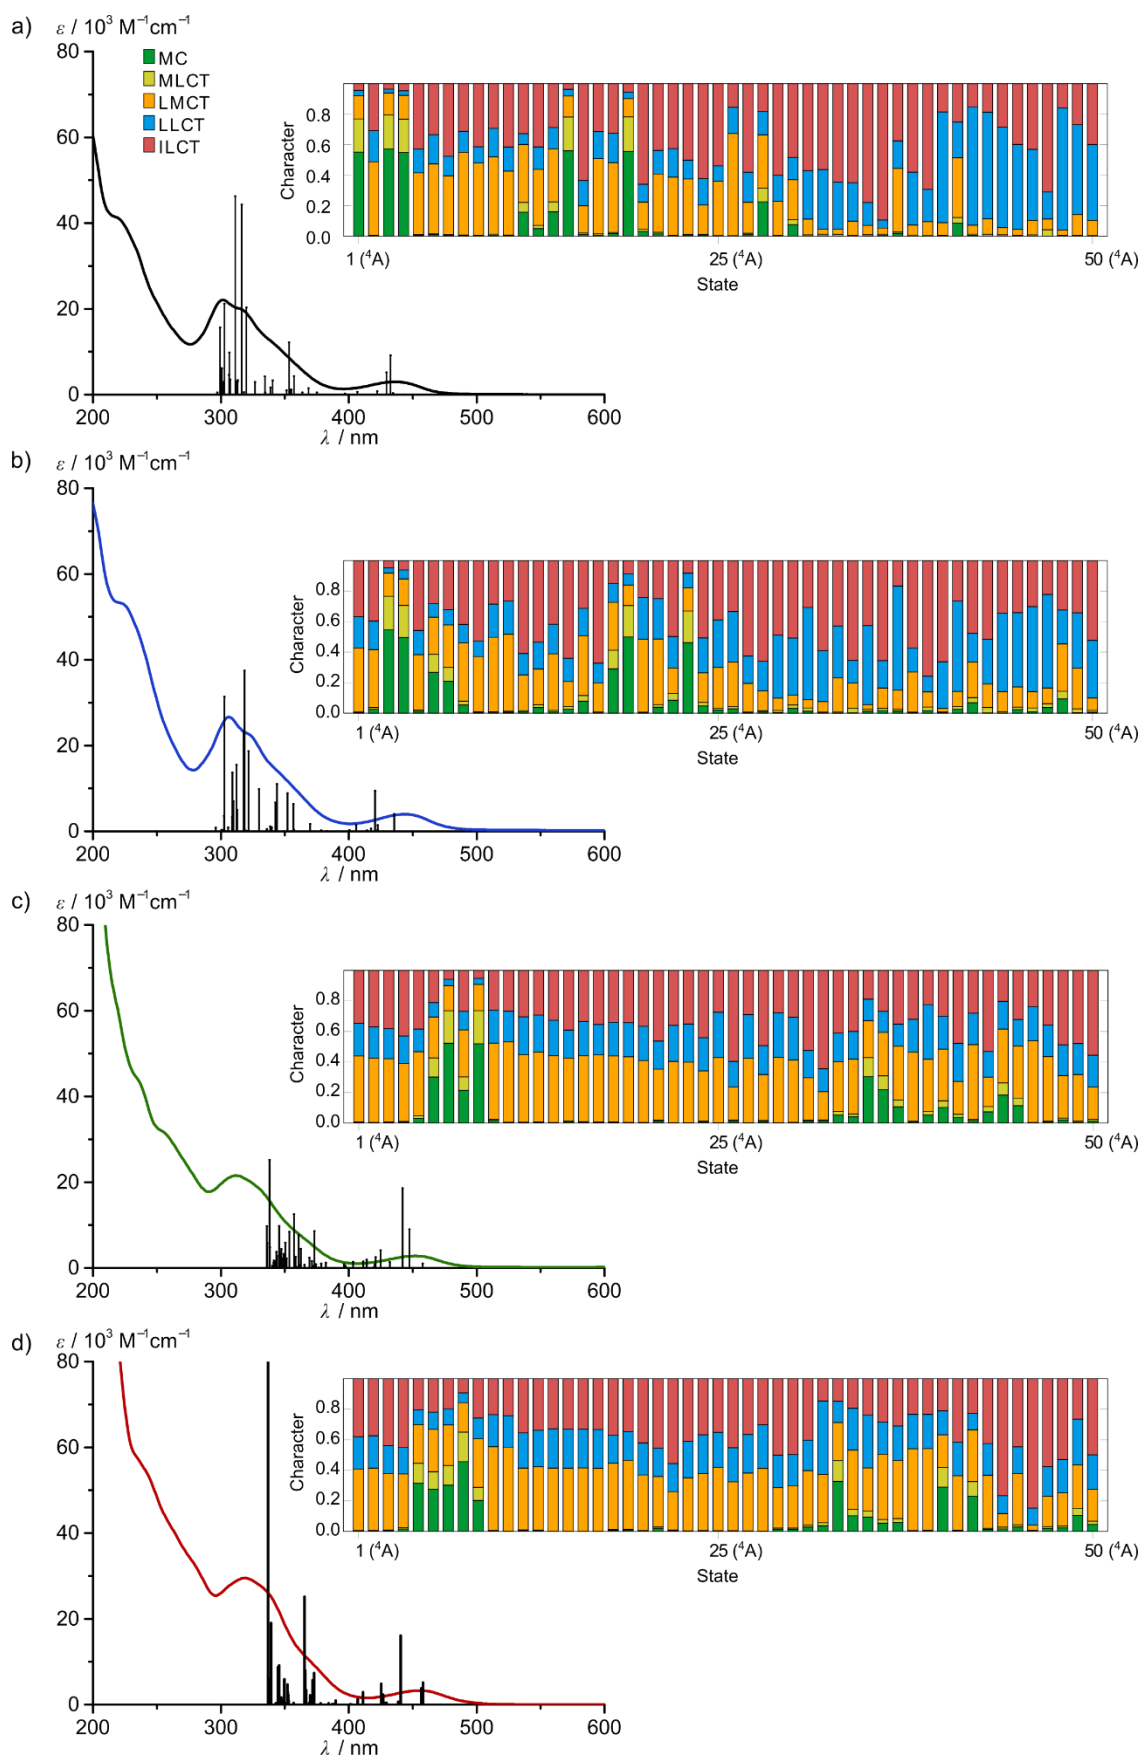 a) ε / 10³ M⁻¹cm⁻¹
80
60
40
20
0
200 300 400 500 600
λ / nm
MC
MLCT
LMCT
LLCT
ILCT
Character
0.8
0.6
0.4
0.2
0.0
1 (⁴A) 25 (⁴A) 50 (⁴A)
State
b) ε / 10³ M⁻¹cm⁻¹
80
60
40
20
0
200 300 400 500 600
λ / nm
Character
0.8
0.6
0.4
0.2
0.0
1 (⁴A) 25 (⁴A) 50 (⁴A)
State
c) ε / 10³ M⁻¹cm⁻¹
80
60
40
20
0
200 300 400 500 600
λ / nm
Character
0.8
0.6
0.4
0.2
0.0
1 (⁴A) 25 (⁴A) 50 (⁴A)
State
d) ε / 10³ M⁻¹cm⁻¹
80
60
40
20
0
200 300 400 500 600
λ / nm
Character
0.8
0.6
0.4
0.2
0.0
1 (⁴A) 25 (⁴A) 50 (⁴A)
State